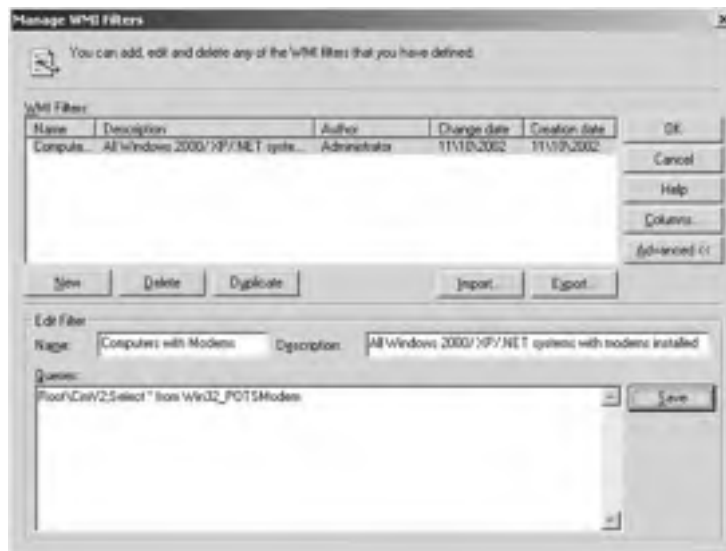 Manage WMI Filters
You can add, edit and delete any of the WMI filters that you have defined.
WMI Filters:
Name Description Author Change date Creation date
Compute... All Windows 2000/XP/.NET syste... Administrator 11\10\2002 11\10\2002
OK
Cancel
Help
Columns...
Advanced <<
New Delete Duplicate Import... Export...
Edit Filter
Name: Computers with Modems Description: All Windows 2000/XP/.NET systems with modems installed
Queries:
Root\CimV2;Select * from Win32_POTSModem
Save